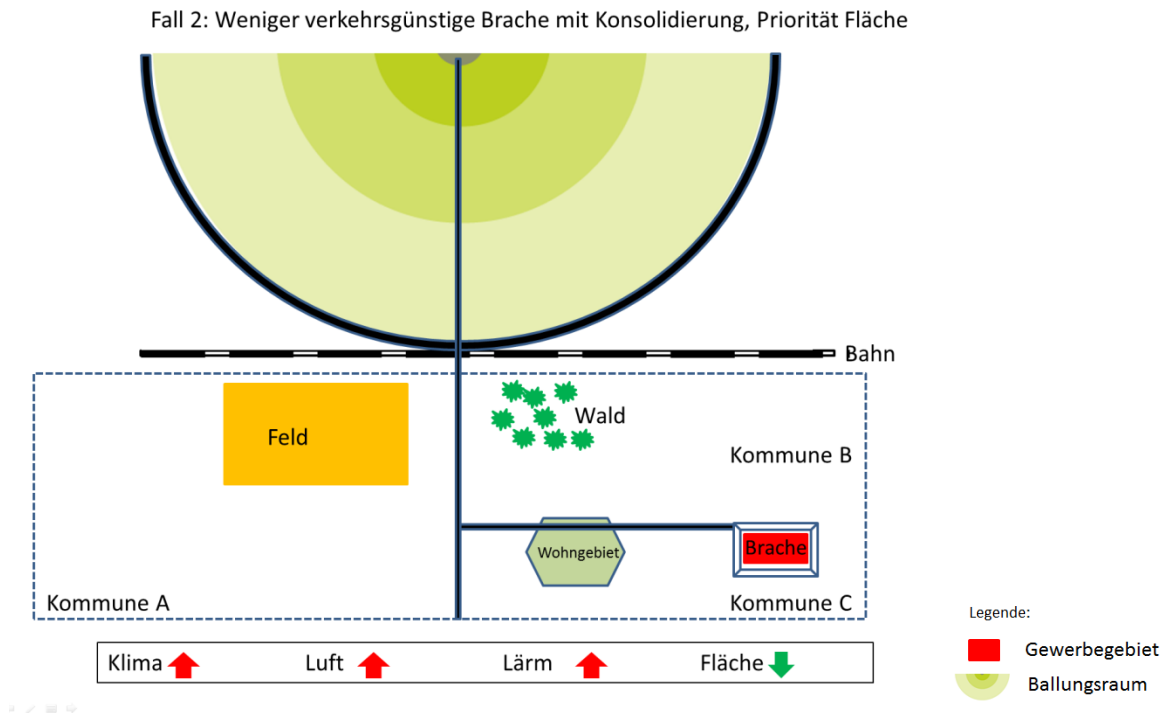 Fall 2: Weniger verkehrsgünstige Brache mit Konsolidierung, Priorität Fläche
Bahn
Feld
Wald
Kommune B
Wohngebiet
Brache
Kommune A
Kommune C
Legende:
Klima
Luft
Lärm
Fläche
Gewerbegebiet
Ballungsraum